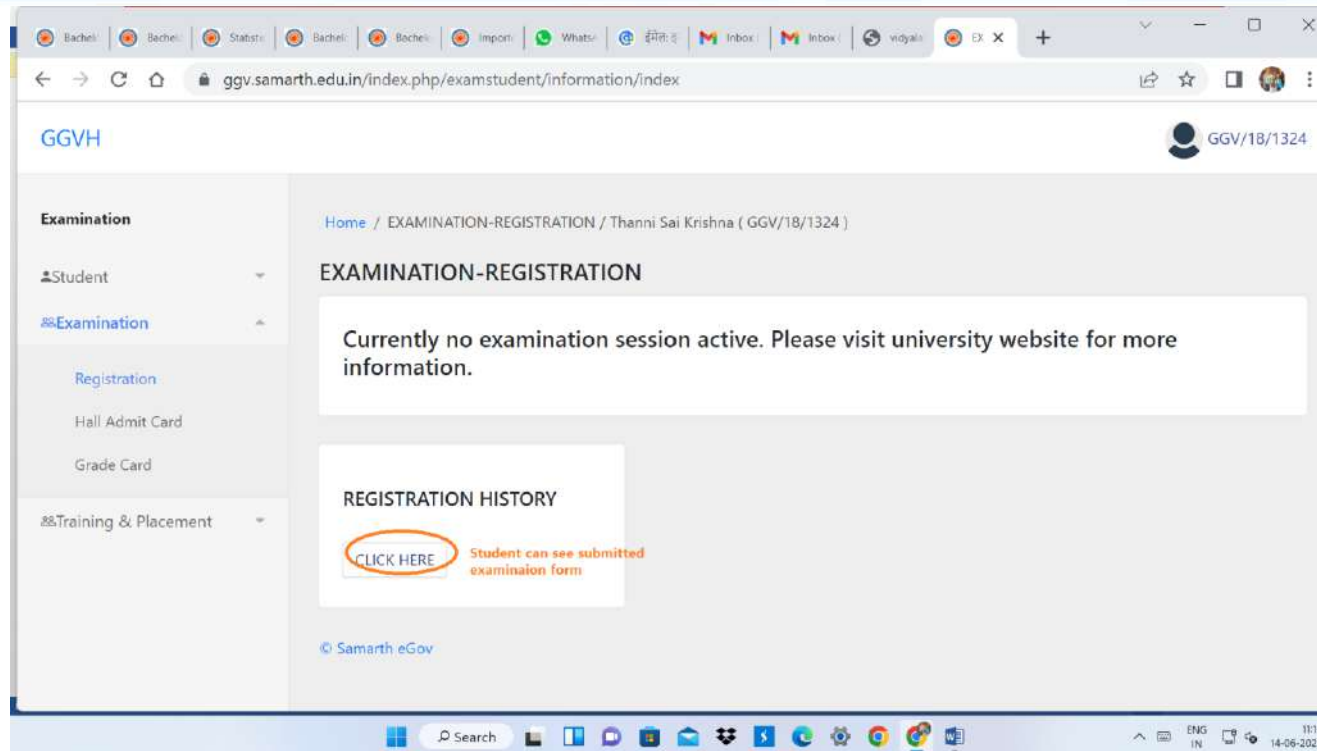 Bachel
Bachel
Statist
Bachel
Bachel
Import
Whats
Inbox
Inbox
vidyala
EX
ggv.samarth.edu.in/index.php/examstudent/information/index
GGVH
GGV/18/1324
Examination
Home / EXAMINATION-REGISTRATION / Thanni Sai Krishna ( GGV/18/1324 )
Student
EXAMINATION-REGISTRATION
Examination
Currently no examination session active. Please visit university website for more
information.
Registration
Hall Admit Card
Grade Card
REGISTRATION HISTORY
Training & Placement
CLICK HERE
Student can see submitted
examinaion form
© Samarth eGov
Search
ENG
IN
11:1
14-06-202